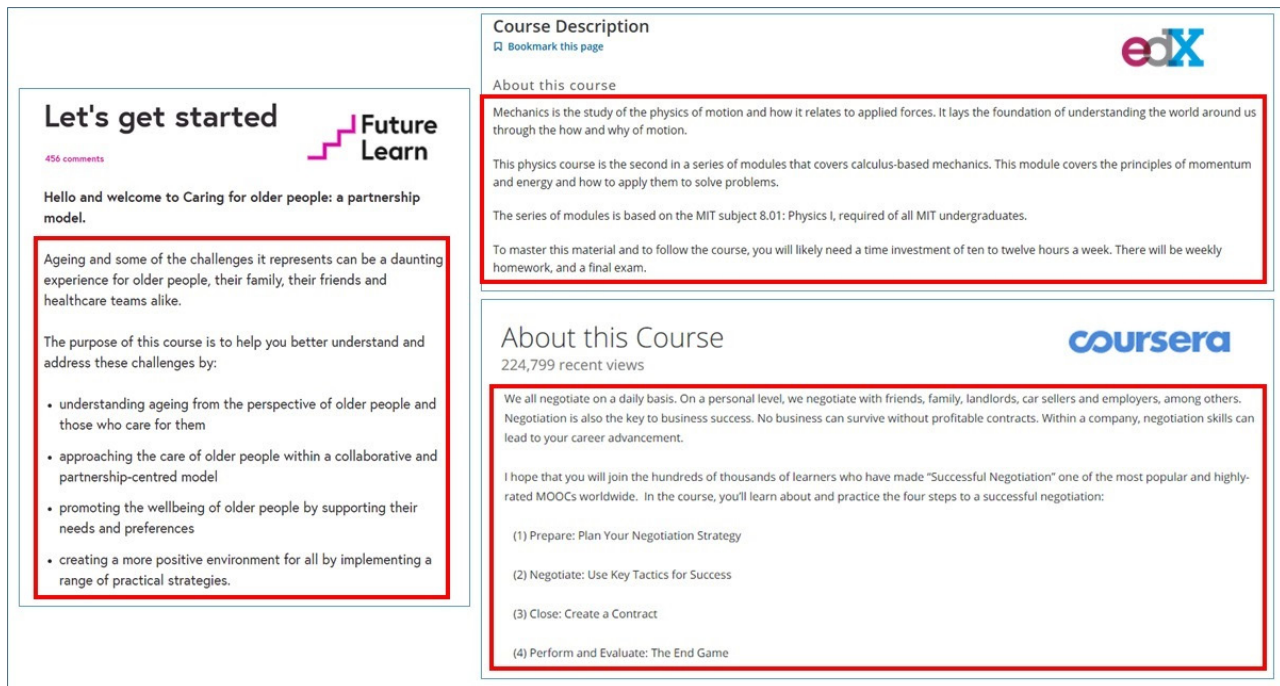 Let's get started
Future
Learn
456 comments
Hello and welcome to Caring for older people: a partnership
model.
Ageing and some of the challenges it represents can be a daunting
experience for older people, their family, their friends and
healthcare teams alike.
The purpose of this course is to help you better understand and
address these challenges by:
• understanding ageing from the perspective of older people and
those who care for them
• approaching the care of older people within a collaborative and
partnership-centred model
• promoting the wellbeing of older people by supporting their
needs and preferences
• creating a more positive environment for all by implementing a
range of practical strategies.
Course Description
Bookmark this page
edX
About this course
Mechanics is the study of the physics of motion and how it relates to applied forces. It lays the foundation of understanding the world around us
through the how and why of motion.
This physics course is the second in a series of modules that covers calculus-based mechanics. This module covers the principles of momentum
and energy and how to apply them to solve problems.
The series of modules is based on the MIT subject 8.01: Physics I, required of all MIT undergraduates.
To master this material and to follow the course, you will likely need a time investment of ten to twelve hours a week. There will be weekly
homework, and a final exam.
About this Course
coursera
224,799 recent views
We all negotiate on a daily basis. On a personal level, we negotiate with friends, family, landlords, car sellers and employers, among others.
Negotiation is also the key to business success. No business can survive without profitable contracts. Within a company, negotiation skills can
lead to your career advancement.
I hope that you will join the hundreds of thousands of learners who have made “Successful Negotiation” one of the most popular and highly-
rated MOOCs worldwide. In the course, you’ll learn about and practice the four steps to a successful negotiation:
(1) Prepare: Plan Your Negotiation Strategy
(2) Negotiate: Use Key Tactics for Success
(3) Close: Create a Contract
(4) Perform and Evaluate: The End Game